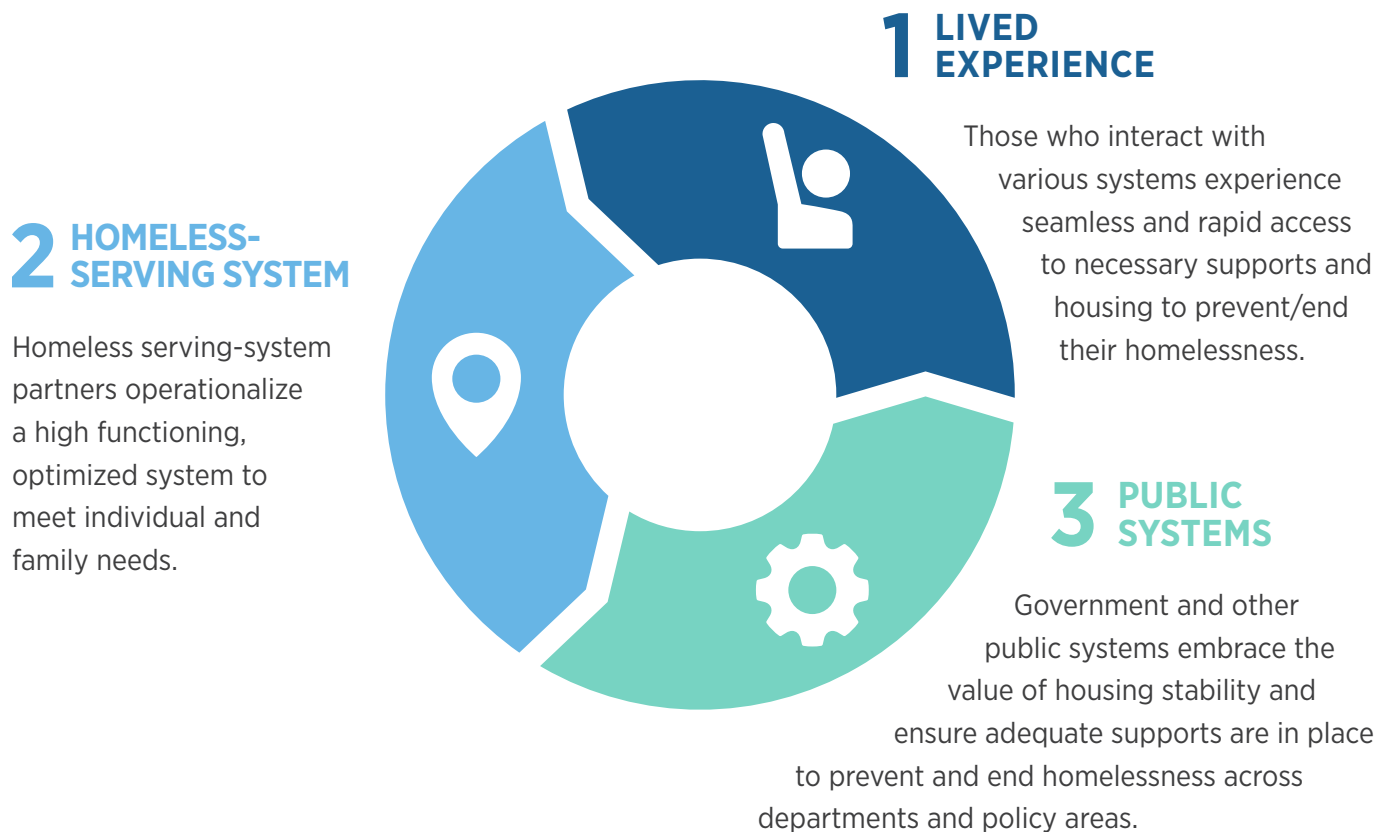 1 LIVED
EXPERIENCE
Those who interact with
various systems experience
seamless and rapid access
to necessary supports and
housing to prevent/end
their homelessness.
2 HOMELESS-
SERVING SYSTEM
Homeless serving-system
partners operationalize
a high functioning,
optimized system to
meet individual and
family needs.
3 PUBLIC
SYSTEMS
Government and other
public systems embrace the
value of housing stability and
ensure adequate supports are in place
to prevent and end homelessness across
departments and policy areas.